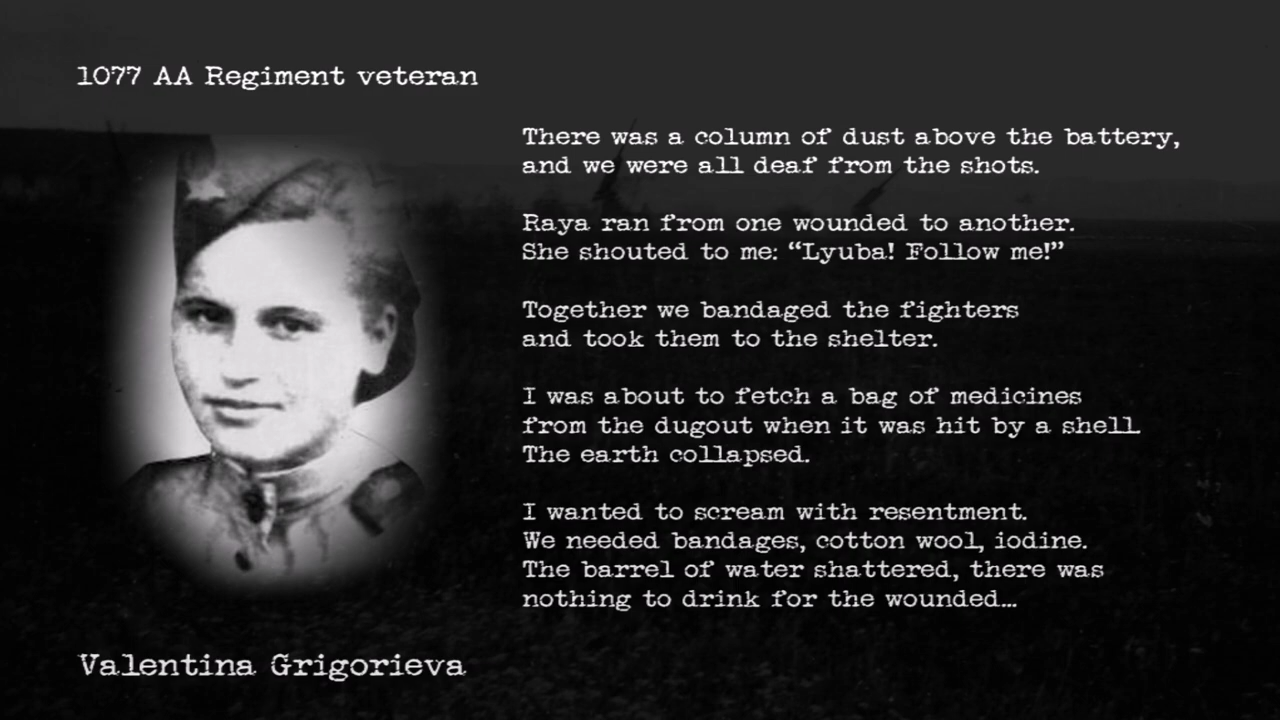 1077 AA Regiment veteran
There was a column of dust above the battery,
and we were all deaf from the shots.
Raya ran from one wounded to another.
She shouted to me: “Lyuba! Follow me!”
Together we bandaged the fighters
and took them to the shelter.
I was about to fetch a bag of medicines
from the dugout when it was hit by a shell.
The earth collapsed.
I wanted to scream with resentment.
We needed bandages, cotton wool, iodine.
The barrel of water shattered, there was
nothing to drink for the wounded…
Valentina Grigorieva